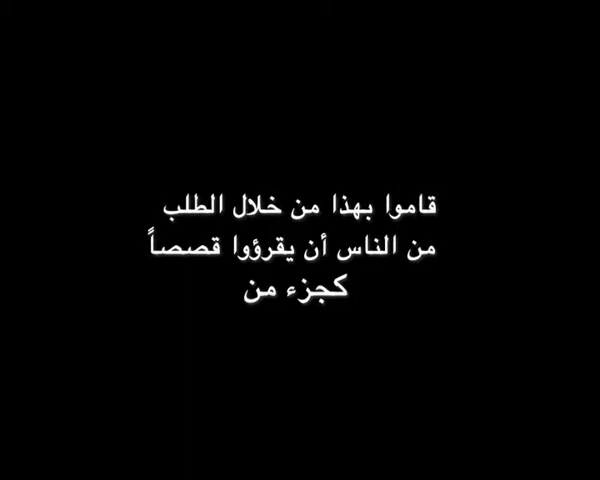 قاموا بهذا من خلال الطلب
من الناس أن يقرؤوا قصصاً
كجزء من